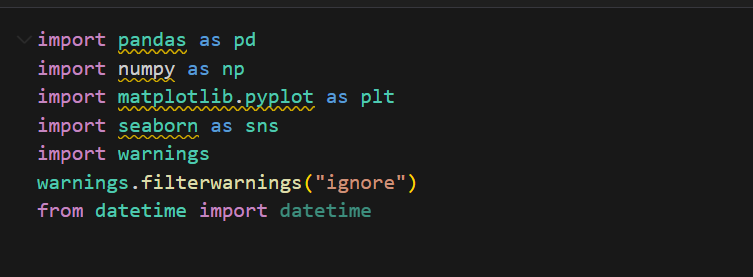 import pandas as pd
import numpy as np
import matplotlib.pyplot as plt
import seaborn as sns
import warnings
warnings.filterwarnings("ignore")
from datetime import datetime